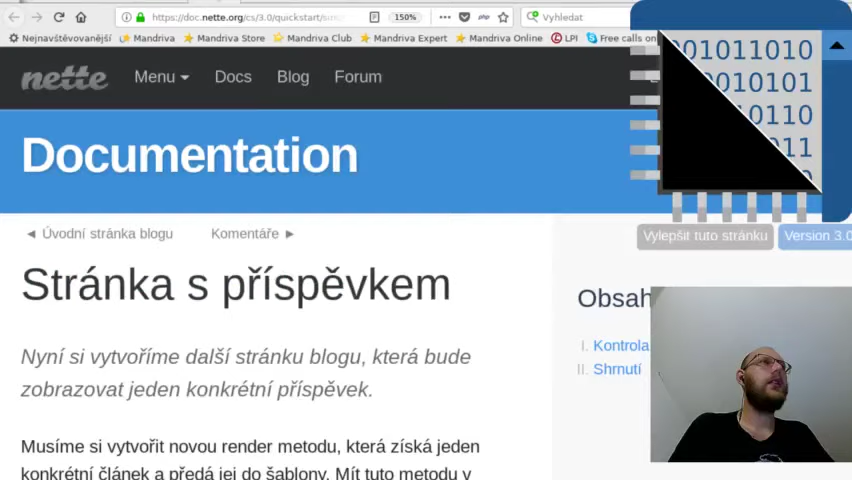 https://doc.nette.org/cs/3.0/quickstart/
150%
Vyhledat
Nejnavštěvovanější
Mandriva
Mandriva Store
Mandriva Club
Mandriva Expert
Mandriva Online
LPI
Free calls on
nette
Menu
Docs
Blog
Forum
001011010
010101
0110
11
Documentation
◄ Úvodní stránka blogu
Komentáře ►
Vylepšit tuto stránku
Version 3.0
Stránka s příspěvkem
Obsah
Nyní si vytvoříme další stránku blogu, která bude
zobrazovat jeden konkrétní příspěvek.
I. Kontrola
II. Shrnutí
Musíme si vytvořit novou render metodu, která získá jeden
konkrétní článek a předá jej do šablony. Mít tuto metodu v